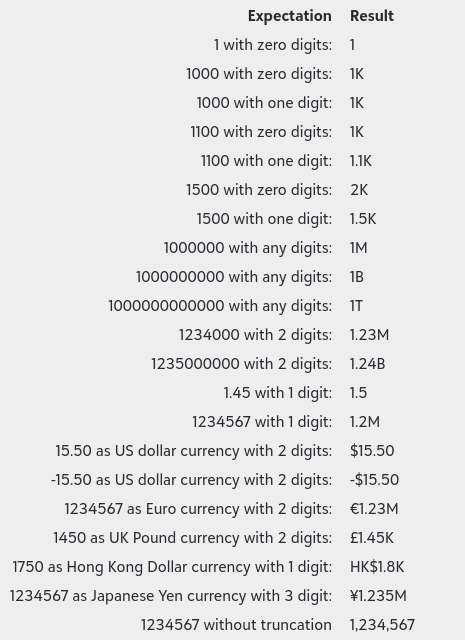 Expectation Result
1 with zero digits: 1
1000 with zero digits: 1K
1000 with one digit: 1K
1100 with zero digits: 1K
1100 with one digit: 1.1K
1500 with zero digits: 2K
1500 with one digit: 1.5K
1000000 with any digits: 1M
1000000000 with any digits: 1B
1000000000000 with any digits: 1T
1234000 with 2 digits: 1.23M
1235000000 with 2 digits: 1.24B
1.45 with 1 digit: 1.5
1234567 with 1 digit: 1.2M
15.50 as US dollar currency with 2 digits: $15.50
-15.50 as US dollar currency with 2 digits: -$15.50
1234567 as Euro currency with 2 digits: €1.23M
1450 as UK Pound currency with 2 digits: £1.45K
1750 as Hong Kong Dollar currency with 1 digit: HK$1.8K
1234567 as Japanese Yen currency with 3 digit: ¥1.235M
1234567 without truncation 1,234,567